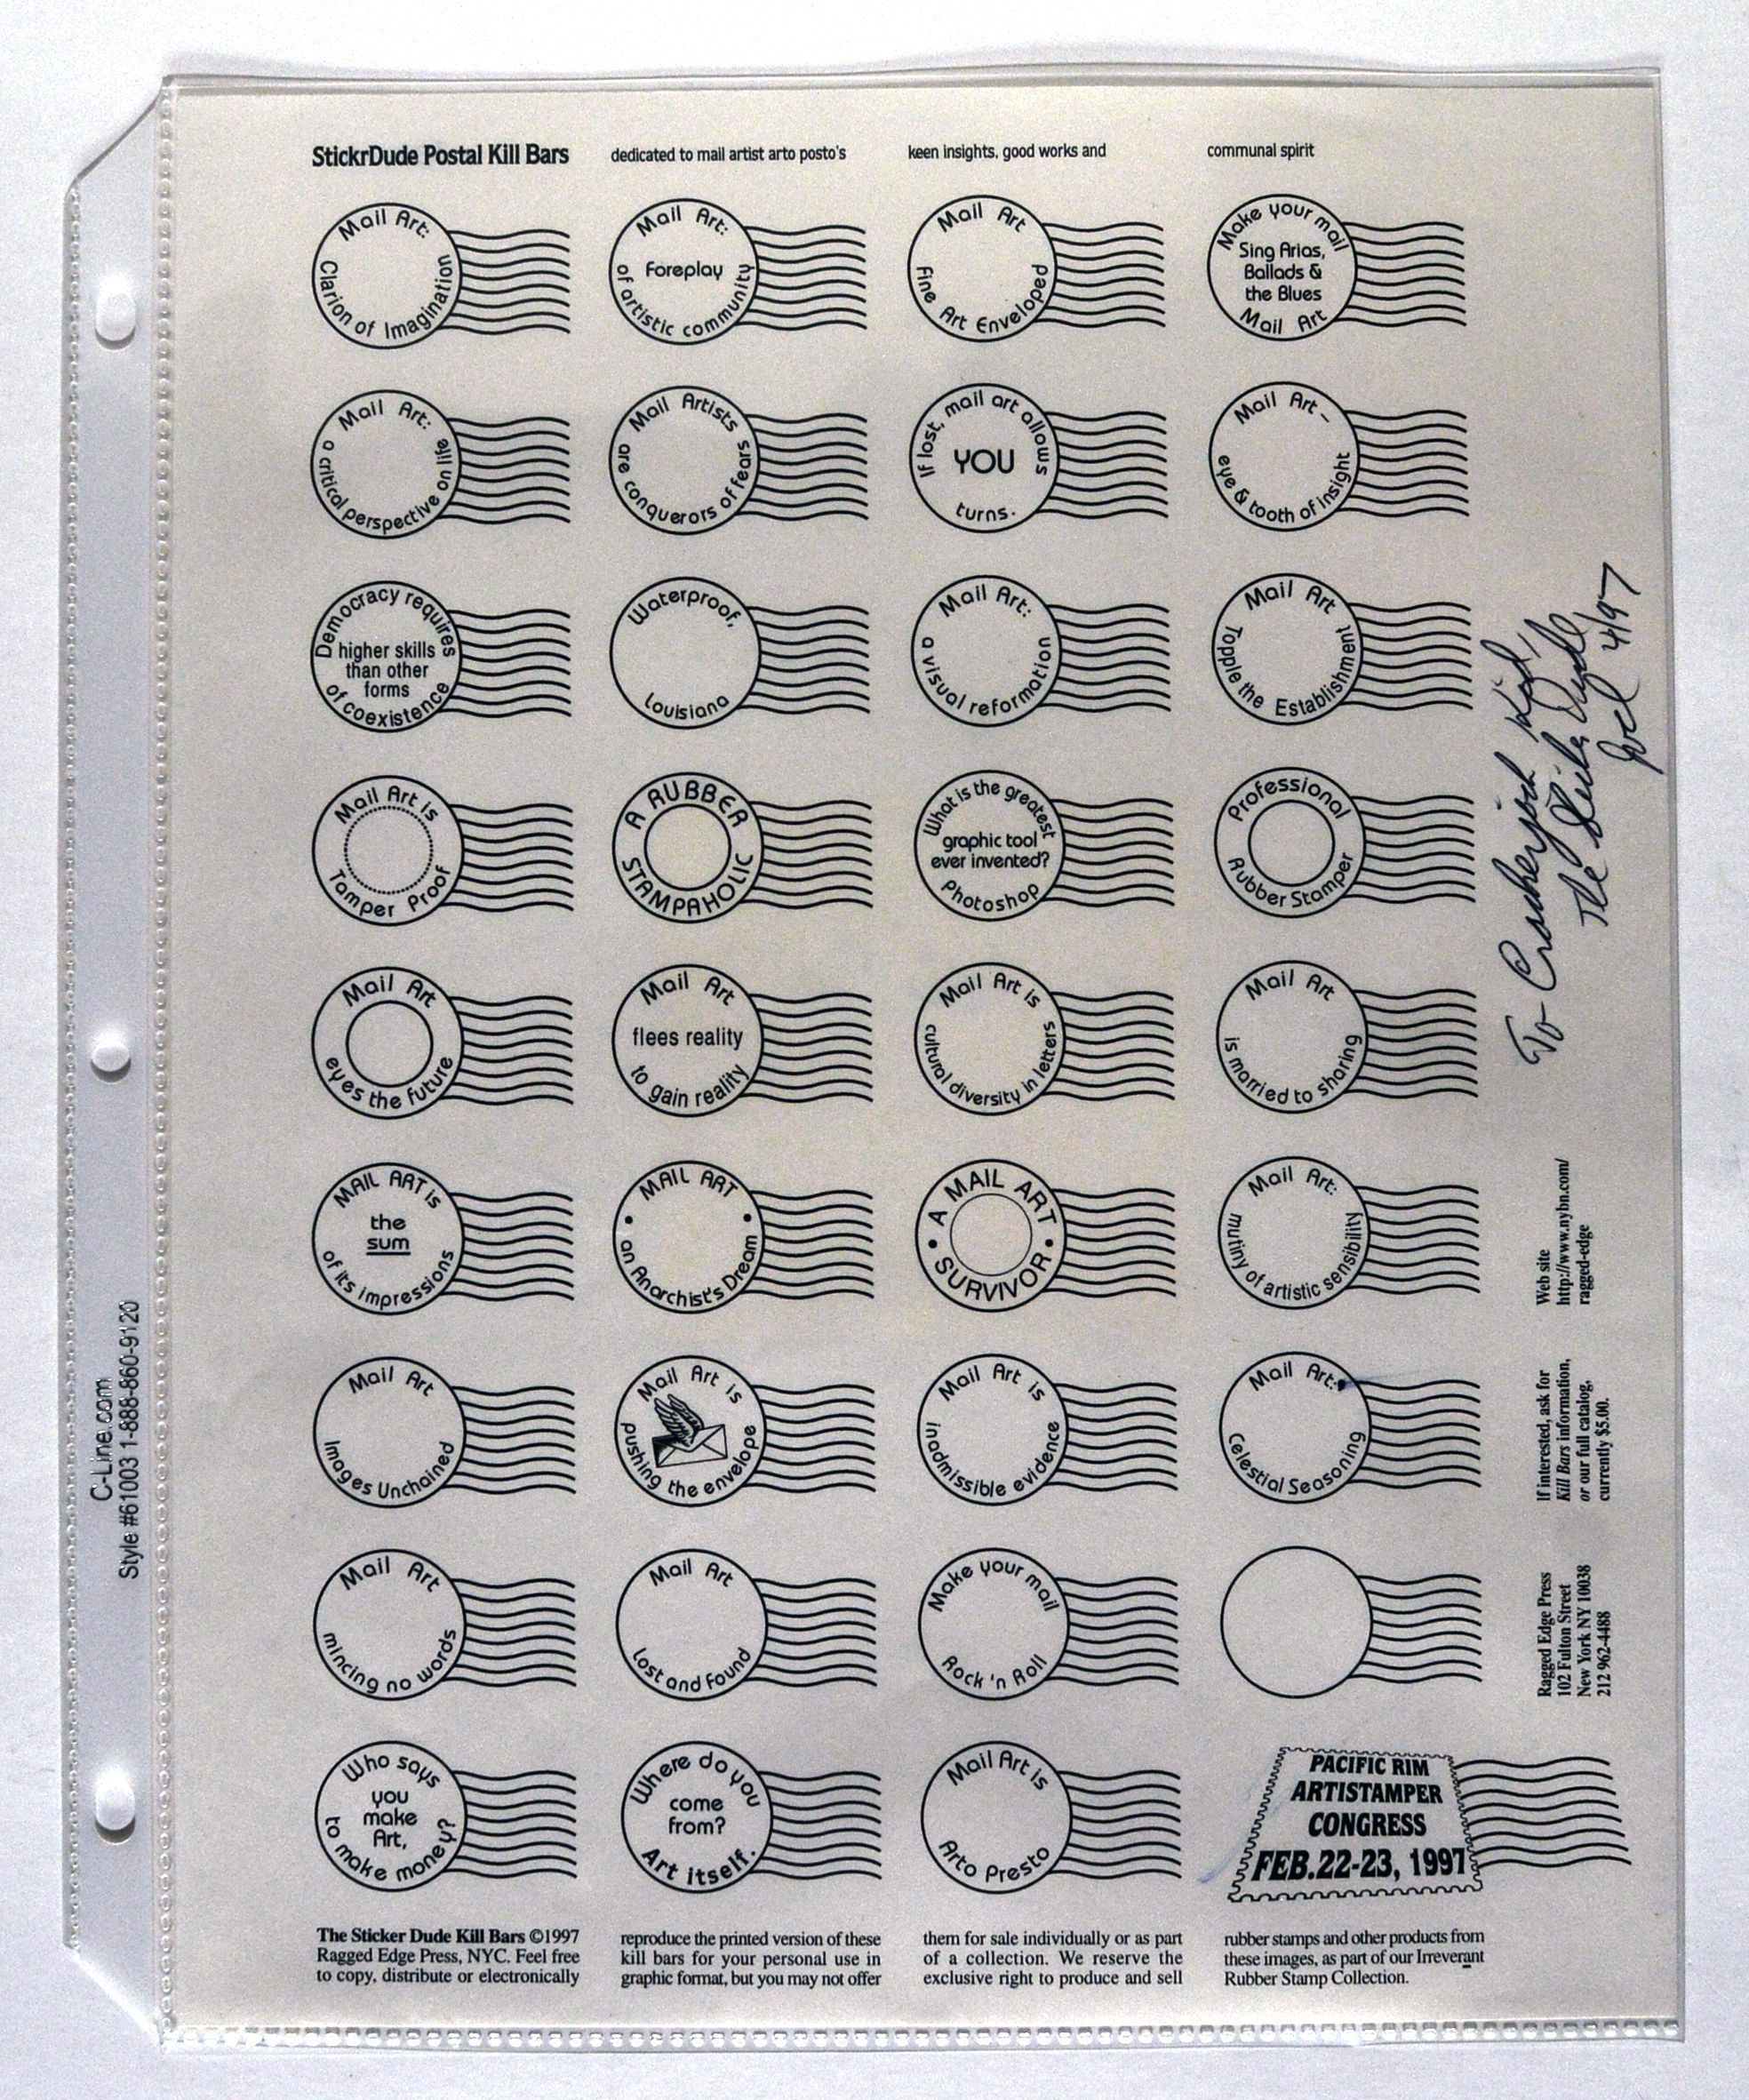 StickrDude Postal Kill Bars
dedicated to mail artist arto posto's
keen insights, good works and
communal spirit
Mail Art:
Clarion of Imagination
Mail Art:
Foreplay
of artistic community
Mail Art
Fine Art Enveloped
Make your mail
Sing Arias,
Ballads &
the Blues
Mail Art
Mail Art:
a critical perspective on life
Mail Artists
are conquerors of fears
If lost, mail art allows
YOU
turns.
Mail Art –
eye & tooth of insight
Democracy requires
higher skills
than other
forms
of coexistence
Waterproof,
Louisiana
Mail Art:
a visual reformation
Mail Art
Topple the Establishment
Mail Art is
Tamper Proof
A RUBBER
STAMPAHOLIC
What is the greatest
graphic tool
ever invented?
Photoshop
Professional
Rubber Stamper
Mail Art
eyes the future
Mail Art
flees reality
to gain reality
Mail Art is
cultural diversity in letters
Mail Art
is married to sharing
MAIL ART is
the
sum
of its impressions
MAIL ART
an Anarchist's Dream
A MAIL ART
SURVIVOR
Mail Art:
mutiny of artistic sensibility
Mail Art
Images Unchained
Mail Art is
pushing the envelope
Mail Art is
inadmissible evidence
Mail Art:
Celestial Seasoning
Mail Art
mincing no words
Mail Art
Lost and Found
Make your mail
Rock 'n Roll
Who says
you
make
Art,
to make money?
Where do you
come
from?
Art itself.
Mail Art is
Arto Presto
PACIFIC RIM
ARTISTAMPER
CONGRESS
FEB.22-23, 1997
The Sticker Dude Kill Bars ©1997
Ragged Edge Press, NYC. Feel free
to copy, distribute or electronically
reproduce the printed version of these
kill bars for your personal use in
graphic format, but you may not offer
them for sale individually or as part
of a collection. We reserve the
exclusive right to produce and sell
rubber stamps and other products from
these images, as part of our Irreverant
Rubber Stamp Collection.
To Crackerjack Kid,
The Sticker Dude
Joel 4/97
Web site
http://www.nybn.com/
ragged-edge
If interested, ask for
Kill Bars information,
or our full catalog,
currently $5.00.
Ragged Edge Press
102 Fulton Street
New York NY 10038
212 962-4488
C-Line.com
Style #61003 1-888-860-9120